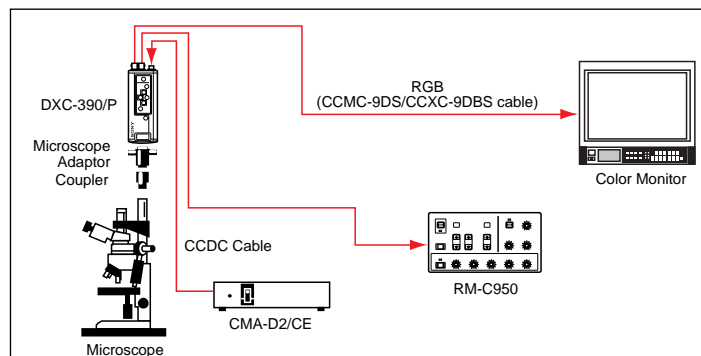 DXC-390/P
RGB
(CCMC-9DS/CCXC-9DBS cable)
Microscope
Adaptor
Coupler
Color Monitor
CCDC Cable
RM-C950
CMA-D2/CE
Microscope